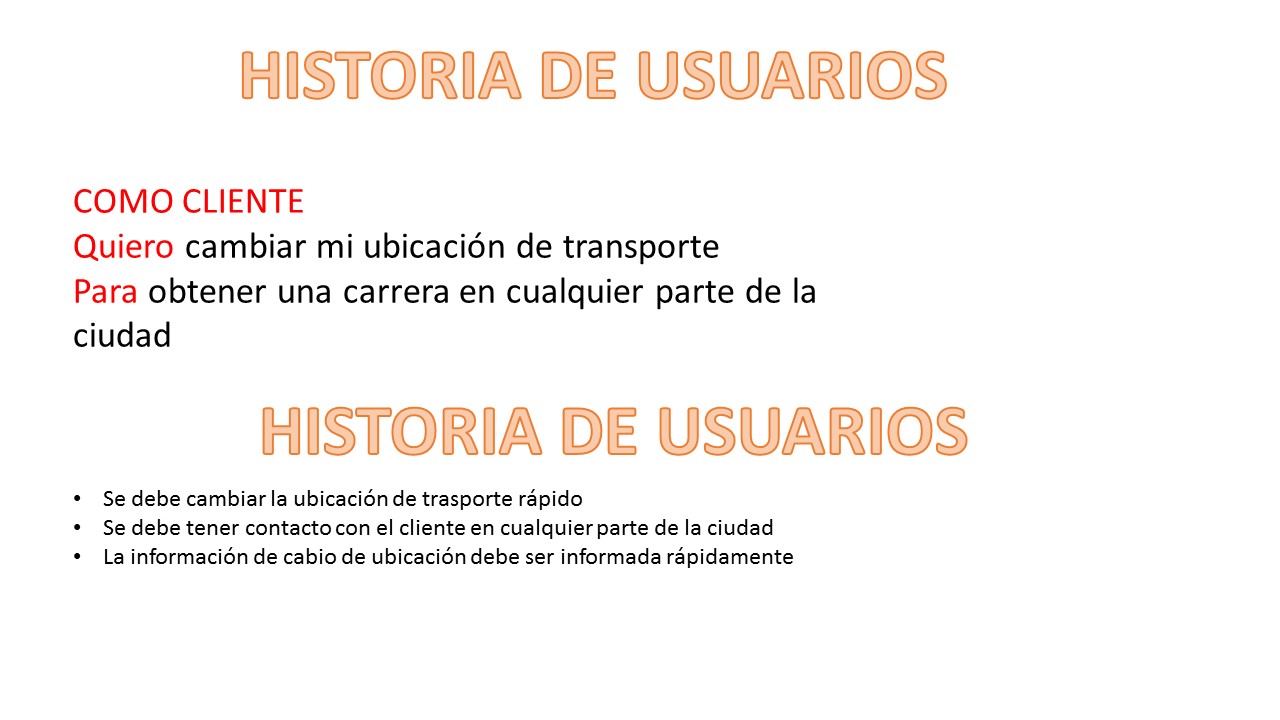 HISTORIA DE USUARIOS
COMO CLIENTE
Quiero cambiar mi ubicación de transporte
Para obtener una carrera en cualquier parte de la
ciudad
HISTORIA DE USUARIOS
• Se debe cambiar la ubicación de trasporte rápido
• Se debe tener contacto con el cliente en cualquier parte de la ciudad
• La información de cabio de ubicación debe ser informada rápidamente